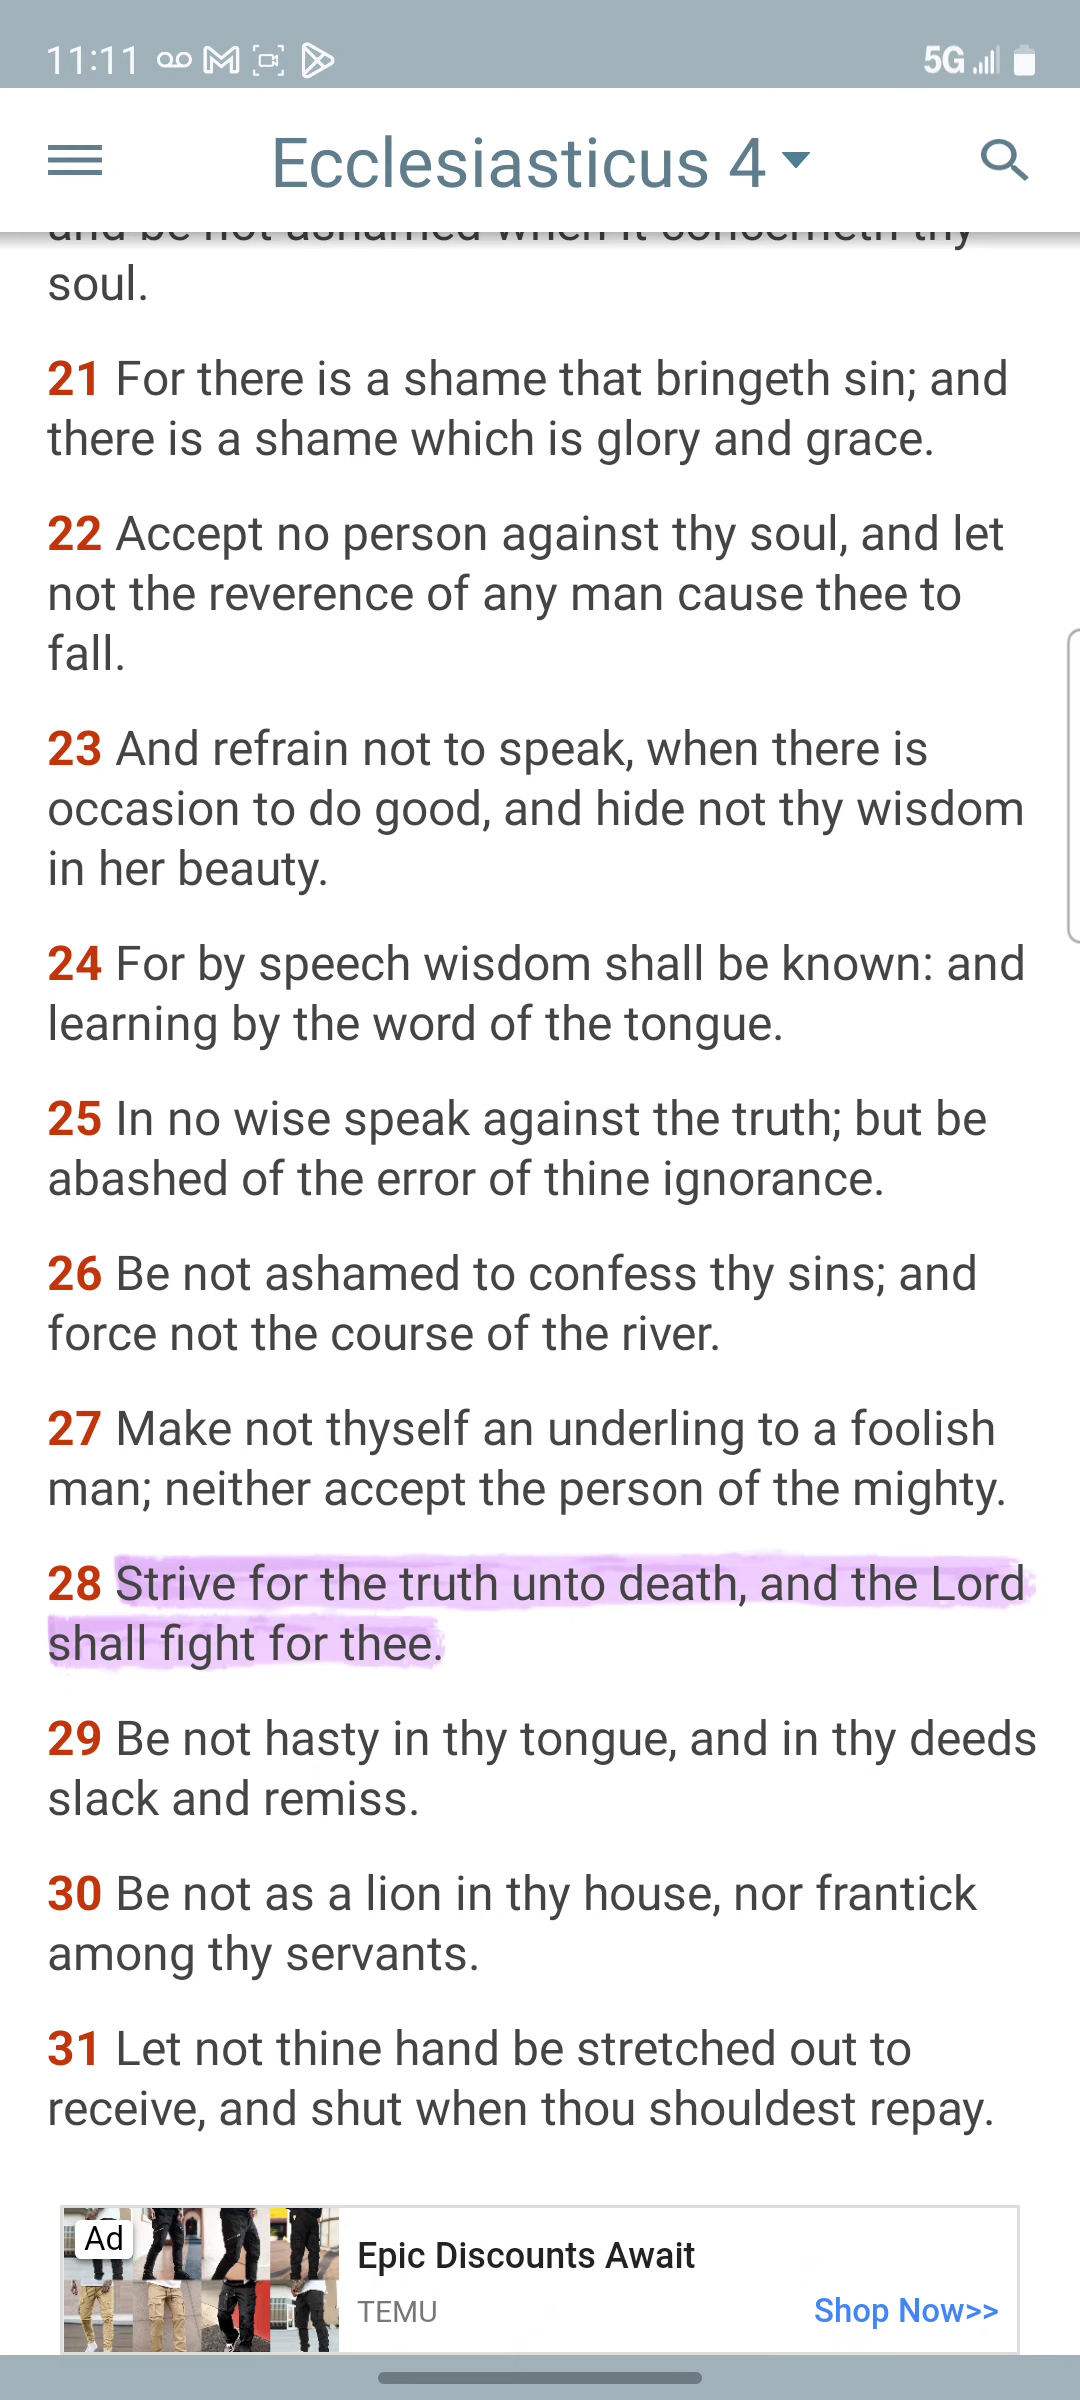 11:11
5G
Ecclesiasticus 4
and be not ashamed when it concerneth thy
soul.
21 For there is a shame that bringeth sin; and
there is a shame which is glory and grace.
22 Accept no person against thy soul, and let
not the reverence of any man cause thee to
fall.
23 And refrain not to speak, when there is
occasion to do good, and hide not thy wisdom
in her beauty.
24 For by speech wisdom shall be known: and
learning by the word of the tongue.
25 In no wise speak against the truth; but be
abashed of the error of thine ignorance.
26 Be not ashamed to confess thy sins; and
force not the course of the river.
27 Make not thyself an underling to a foolish
man; neither accept the person of the mighty.
28 Strive for the truth unto death, and the Lord
shall fight for thee.
29 Be not hasty in thy tongue, and in thy deeds
slack and remiss.
30 Be not as a lion in thy house, nor frantick
among thy servants.
31 Let not thine hand be stretched out to
receive, and shut when thou shouldest repay.
Ad
Epic Discounts Await
TEMU
Shop Now>>